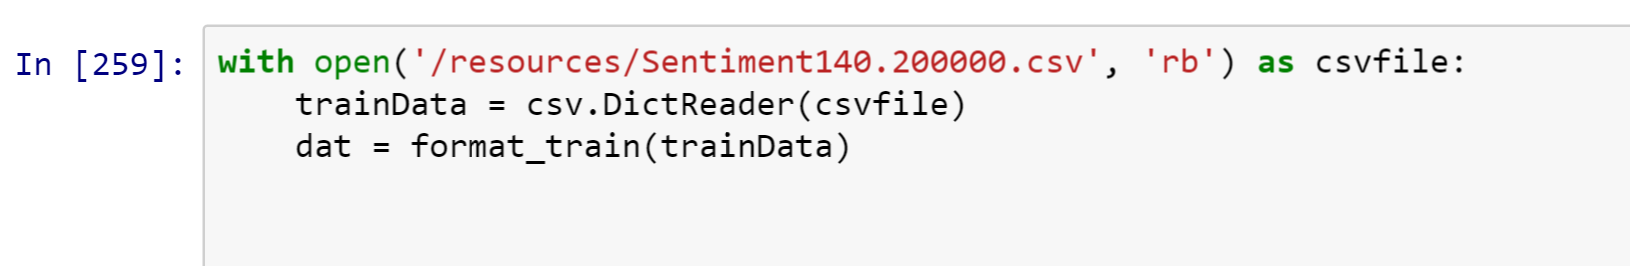 In [259]: with open('/resources/Sentiment140.200000.csv', 'rb') as csvfile:
    trainData = csv.DictReader(csvfile)
    dat = format_train(trainData)